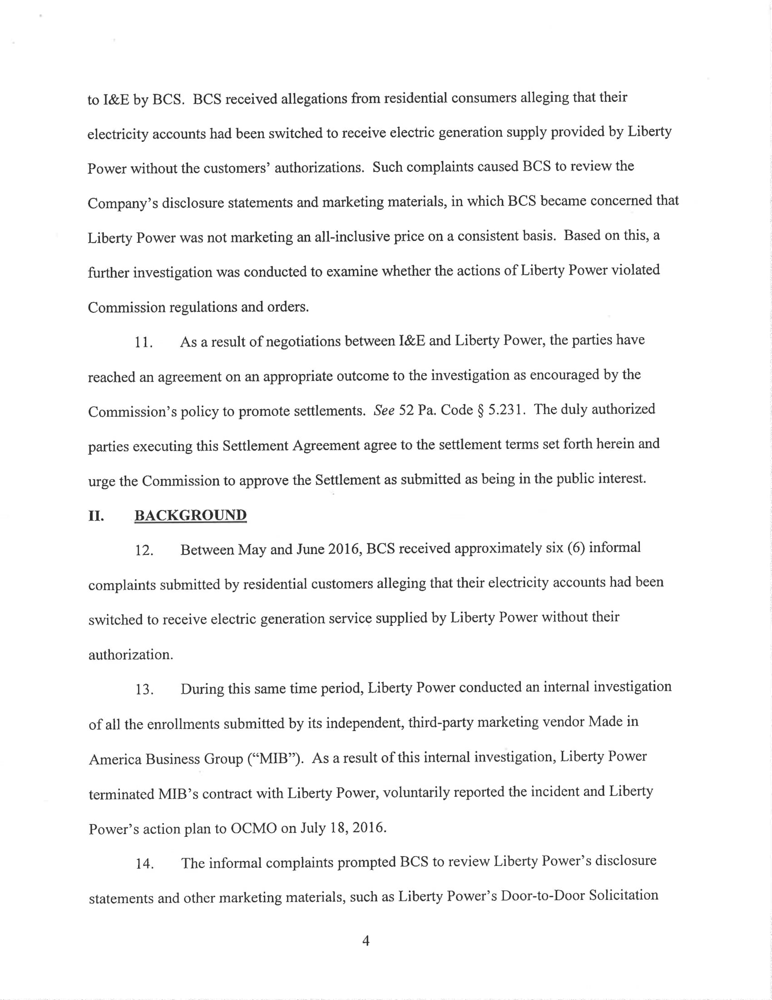 to I&E by BCS.  BCS received allegations from residential consumers alleging that their
electricity accounts had been switched to receive electric generation supply provided by Liberty
Power without the customers’ authorizations.  Such complaints caused BCS to review the
Company’s disclosure statements and marketing materials, in which BCS became concerned that
Liberty Power was not marketing an all-inclusive price on a consistent basis.  Based on this, a
further investigation was conducted to examine whether the actions of Liberty Power violated
Commission regulations and orders.
11. As a result of negotiations between I&E and Liberty Power, the parties have
reached an agreement on an appropriate outcome to the investigation as encouraged by the
Commission’s policy to promote settlements.  See 52 Pa. Code § 5.231.  The duly authorized
parties executing this Settlement Agreement agree to the settlement terms set forth herein and
urge the Commission to approve the Settlement as submitted as being in the public interest.
II. BACKGROUND
12. Between May and June 2016, BCS received approximately six (6) informal
complaints submitted by residential customers alleging that their electricity accounts had been
switched to receive electric generation service supplied by Liberty Power without their
authorization.
13. During this same time period, Liberty Power conducted an internal investigation
of all the enrollments submitted by its independent, third-party marketing vendor Made in
America Business Group (“MIB”).  As a result of this internal investigation, Liberty Power
terminated MIB’s contract with Liberty Power, voluntarily reported the incident and Liberty
Power’s action plan to OCMO on July 18, 2016.
14. The informal complaints prompted BCS to review Liberty Power’s disclosure
statements and other marketing materials, such as Liberty Power’s Door-to-Door Solicitation
4